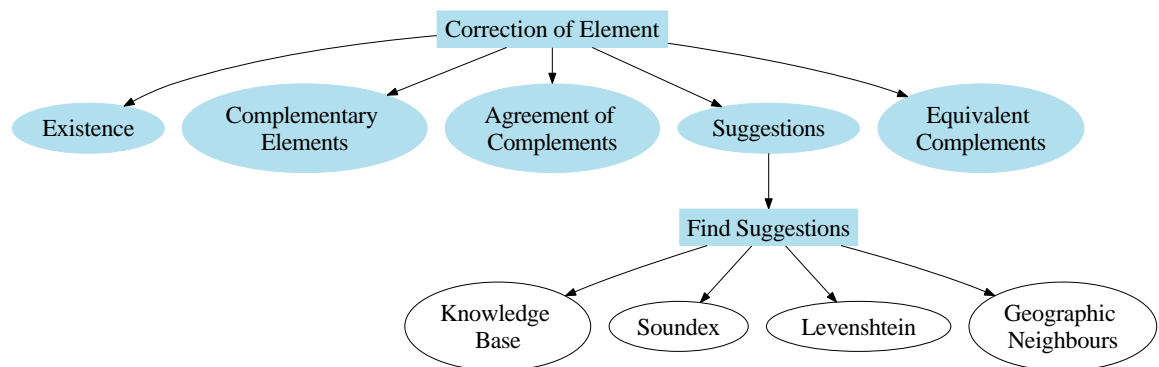 Correction of Element
Existence
Complementary
Elements
Agreement of
Complements
Suggestions
Equivalent
Complements
Find Suggestions
Knowledge
Base
Soundex
Levenshtein
Geographic
Neighbours